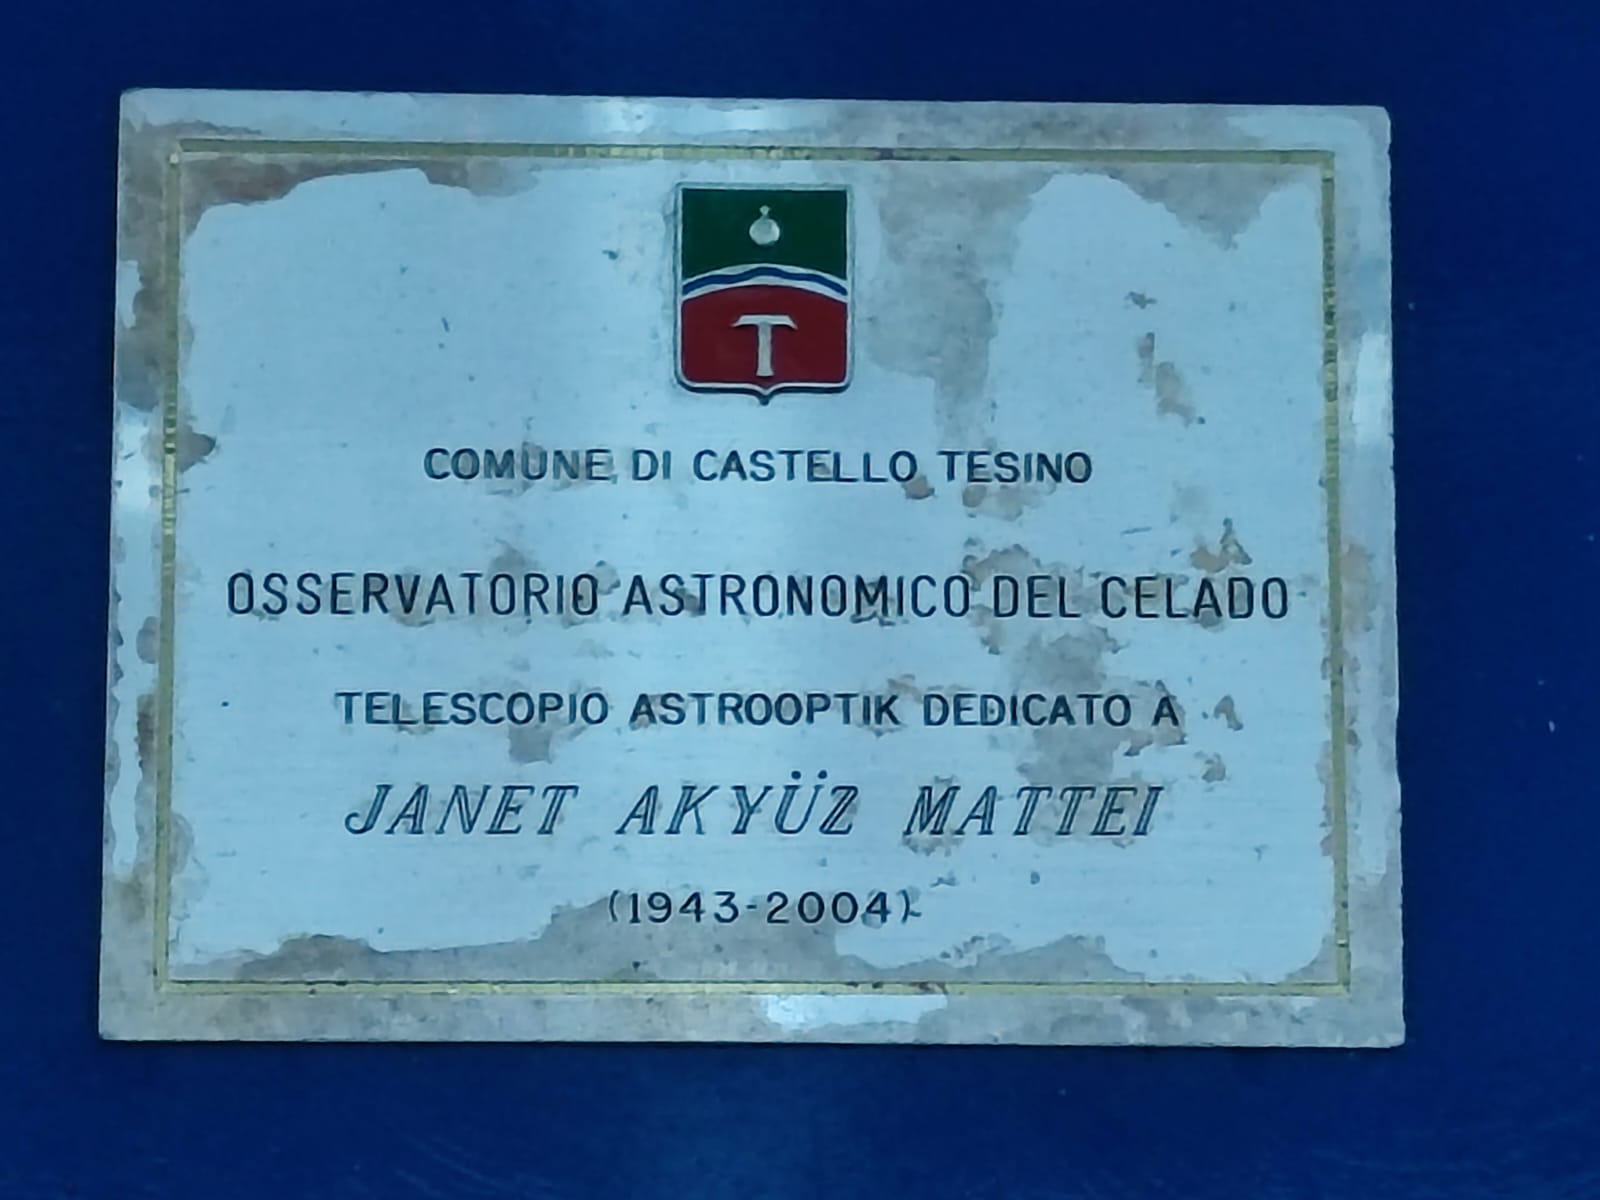 T
COMUNE DI CASTELLO TESINO
OSSERVATORIO ASTRONOMICO DEL CELADO
TELESCOPIO ASTROOPTIK DEDICATO A
JANET AKYÜZ MATTEI
(1943-2004)